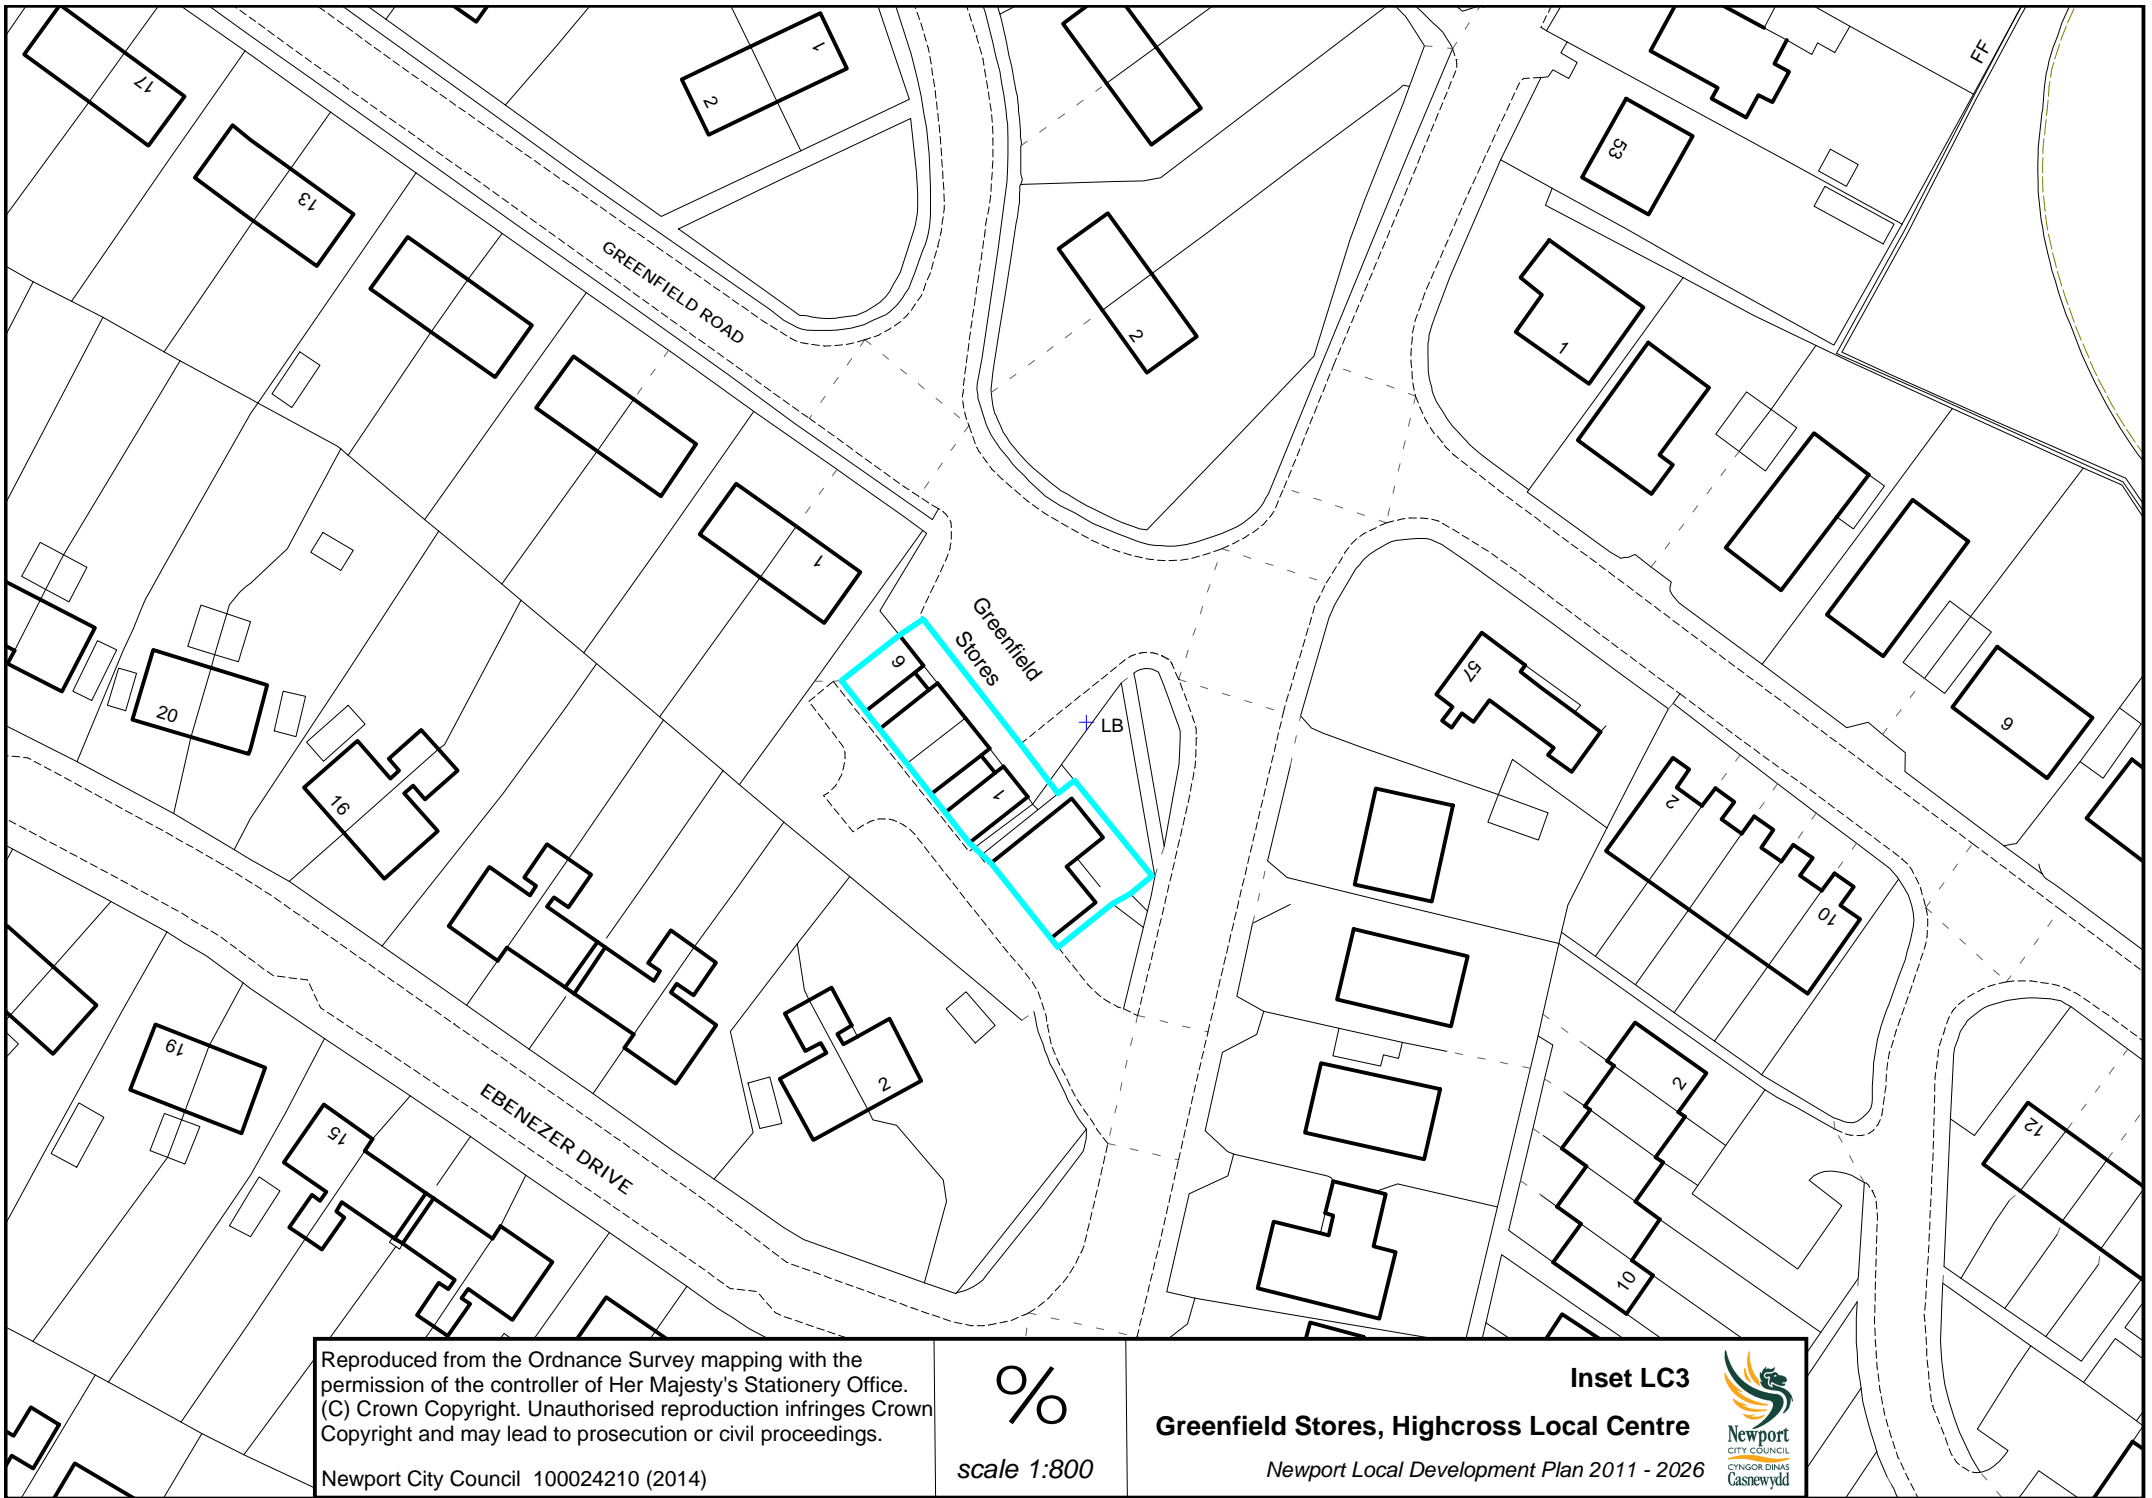 17
1
2
FF
53
13
GREENFIELD ROAD
2
1
1
Greenfield
Stores
6
57
20
LB
9
16
1
2
10
19
2
2
EBENEZER DRIVE
15
12
10
Reproduced from the Ordnance Survey mapping with the
permission of the controller of Her Majesty's Stationery Office.
(C) Crown Copyright. Unauthorised reproduction infringes Crown
Copyright and may lead to prosecution or civil proceedings.
Newport City Council 100024210 (2014)
%
scale 1:800
Inset LC3
Greenfield Stores, Highcross Local Centre
Newport Local Development Plan 2011 - 2026
Newport
CITY COUNCIL
CYNGOR DINAS
Casnewydd